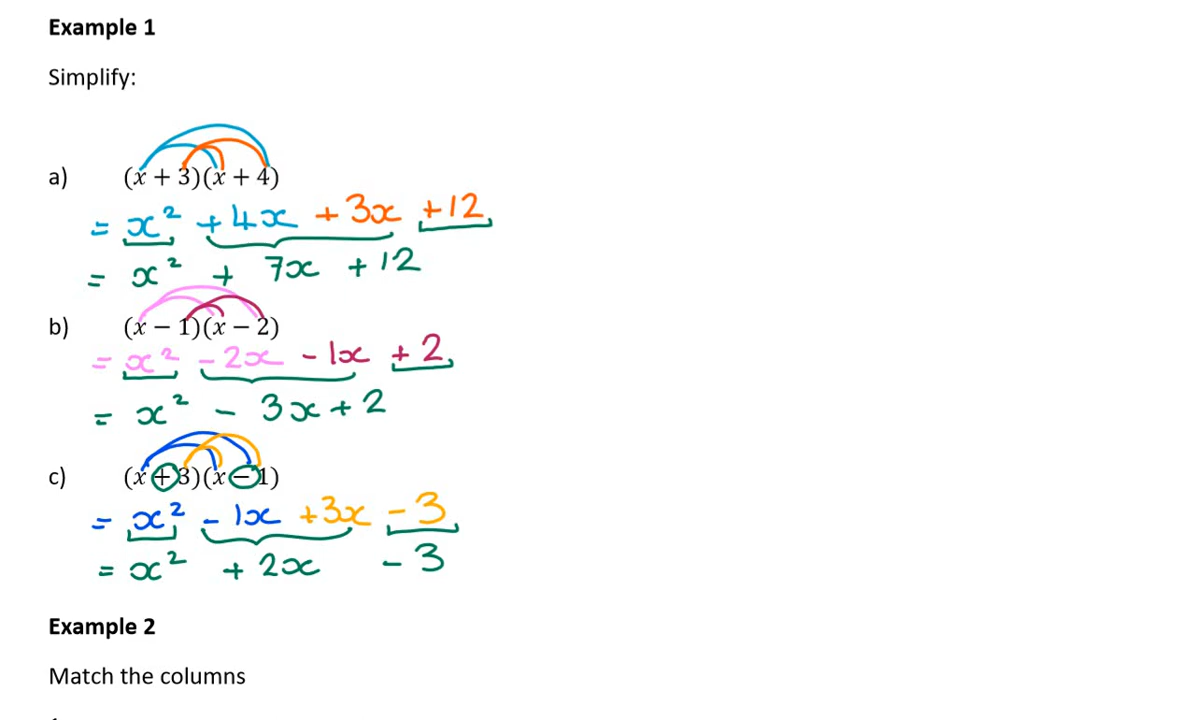 Example 1
Simplify:
a) (x + 3)(x + 4)
= x² + 4x + 3x + 12
= x² + 7x + 12
b) (x − 1)(x − 2)
= x² − 2x − 1x + 2
= x² − 3x + 2
c) (x + 3)(x − 1)
= x² − 1x + 3x − 3
= x² + 2x − 3
Example 2
Match the columns